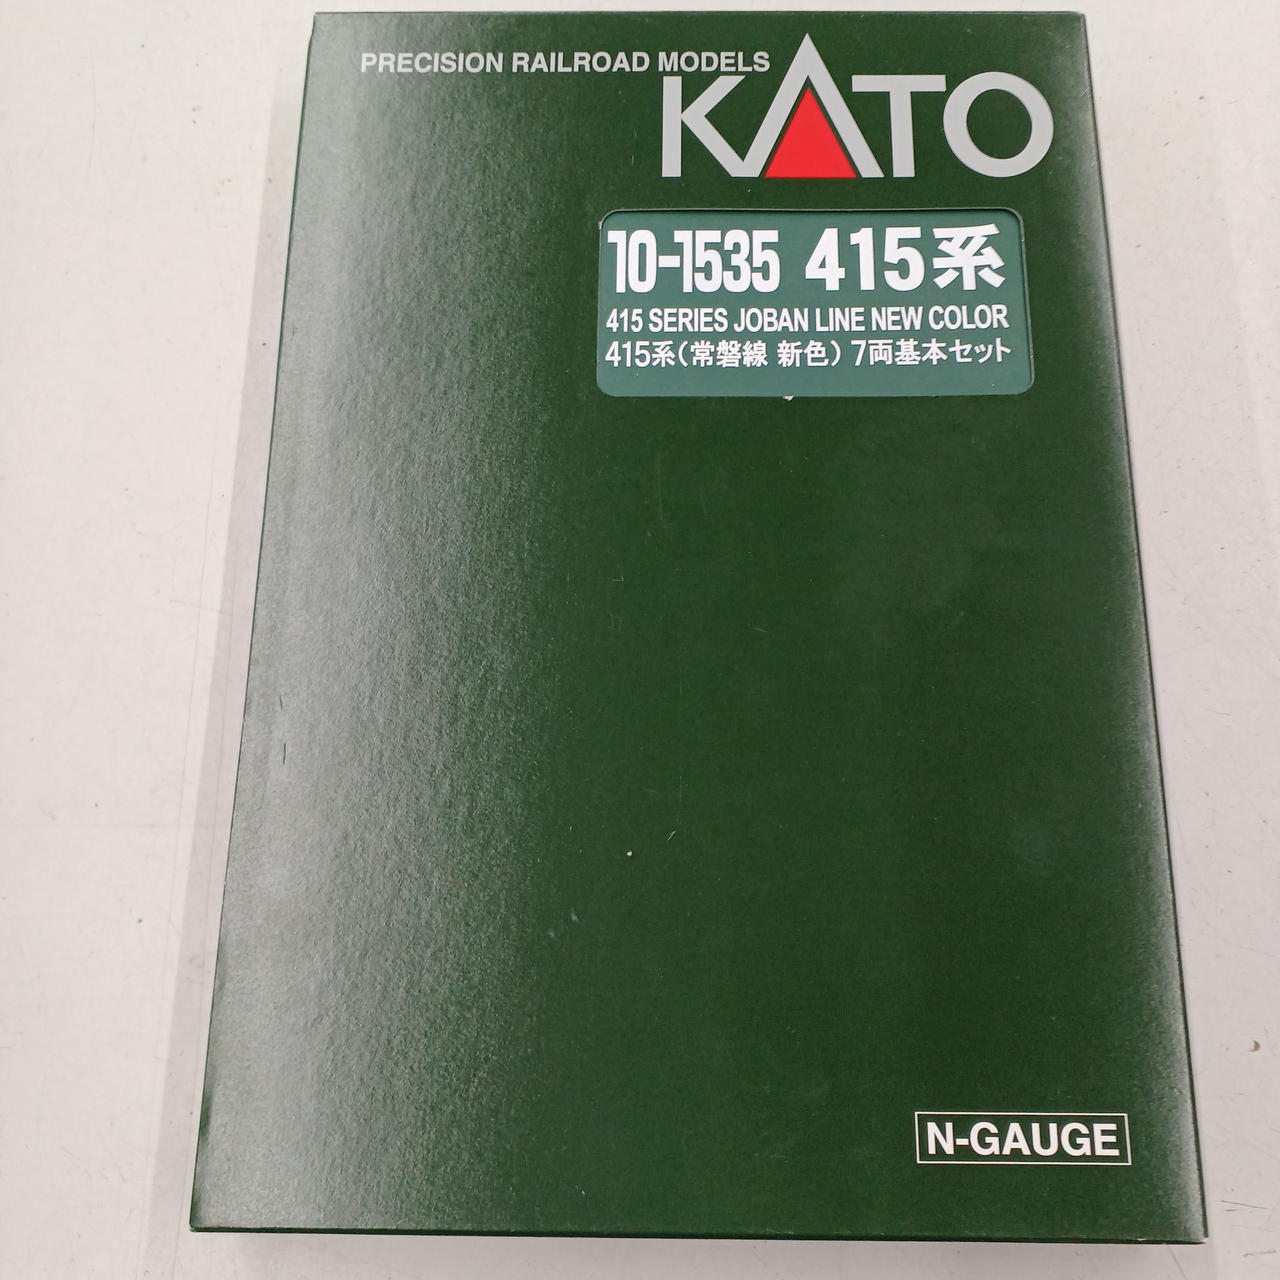 PRECISION RAILROAD MODELS
KATO
10-1535 415系
415 SERIES JOBAN LINE NEW COLOR
415系(常磐線 新色) 7両基本セット
N-GAUGE